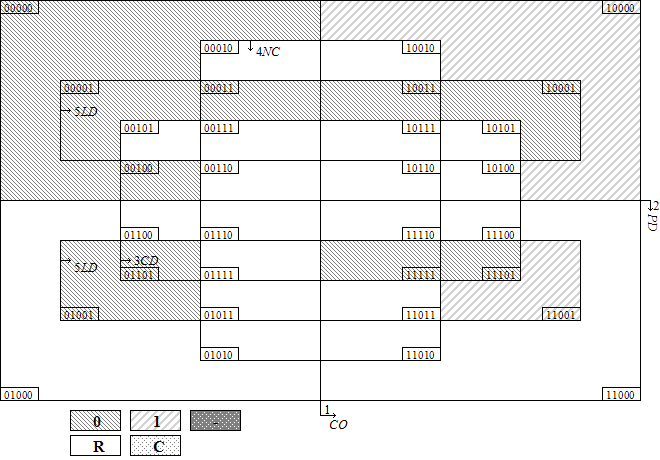 00000 10000
00010 4NC 10010
00001 00011 10011 10001
5LD
00101 00111 10111 10101
00100 00110 10110 10100
2
PD
01100 01110 11110 11100
5LD 3CD
01101 01111 11111 11101
01001 01011 11011 11001
01010 11010
01000 11000
1
CO
0 1 -
R C